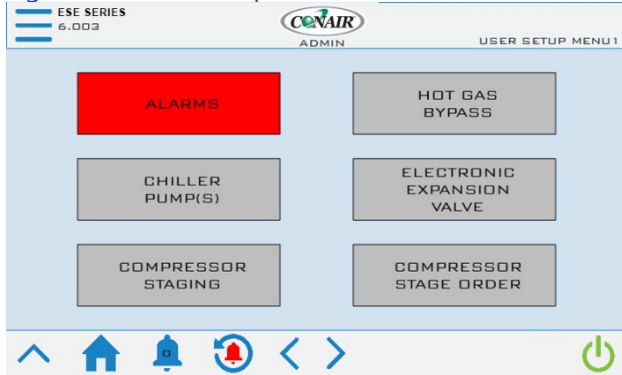 ESE SERIES
6.003
CONAIR
ADMIN
USER SETUP MENU1
ALARMS
HOT GAS
BYPASS
CHILLER
PUMP(S)
ELECTRONIC
EXPANSION
VALVE
COMPRESSOR
STAGING
COMPRESSOR
STAGE ORDER
0